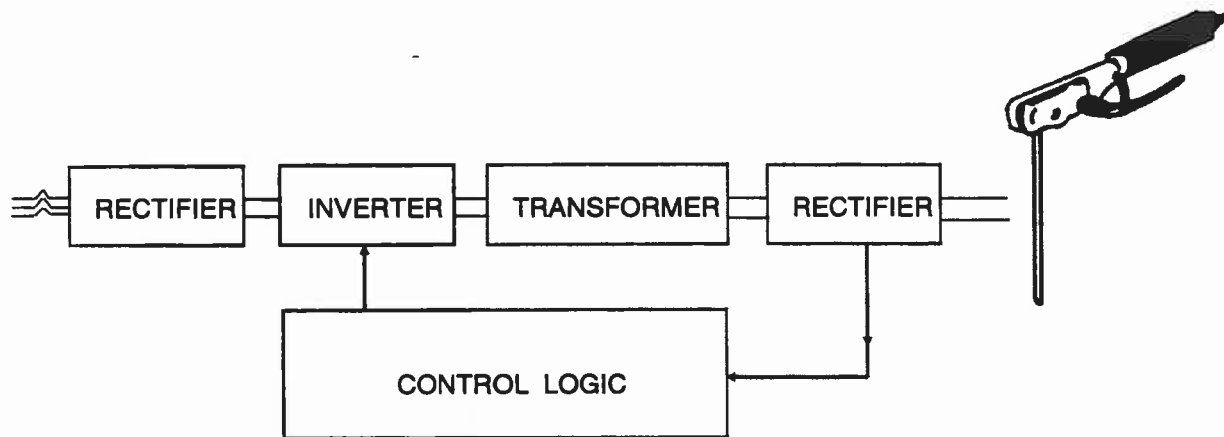 RECTIFIER
INVERTER
TRANSFORMER
RECTIFIER
CONTROL LOGIC